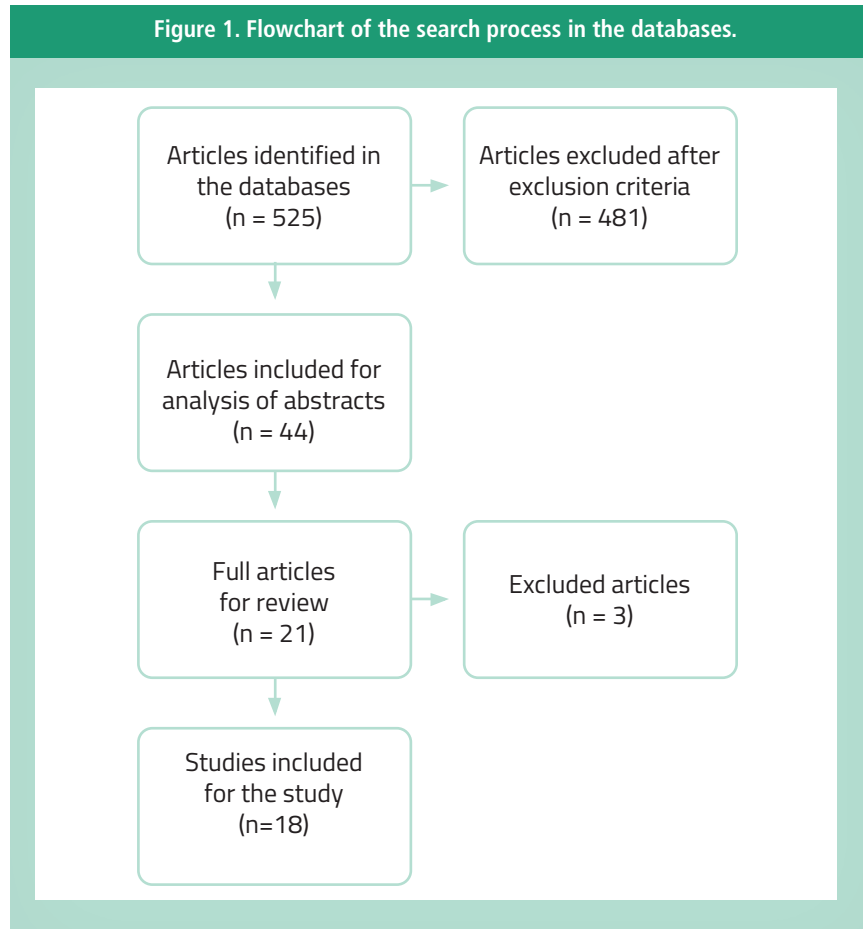 Figure 1. Flowchart of the search process in the databases.
Articles identified in
the databases
(n = 525)
Articles excluded after
exclusion criteria
(n = 481)
Articles included for
analysis of abstracts
(n = 44)
Full articles
for review
(n = 21)
Excluded articles
(n = 3)
Studies included
for the study
(n=18)